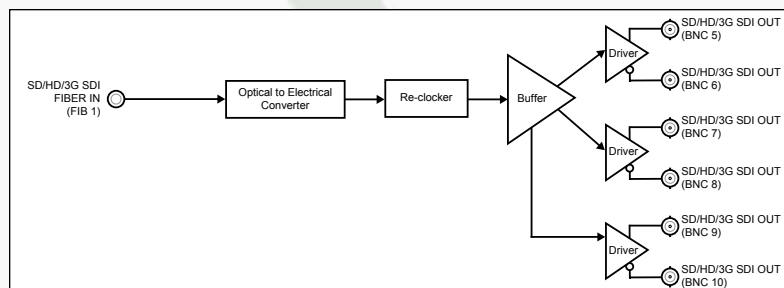 SD/HD/3G SDI
FIBER IN
(FIB 1)
Optical to Electrical
Converter
Re-clocker
Buffer
Driver
SD/HD/3G SDI OUT
(BNC 5)
SD/HD/3G SDI OUT
(BNC 6)
Driver
SD/HD/3G SDI OUT
(BNC 7)
SD/HD/3G SDI OUT
(BNC 8)
Driver
SD/HD/3G SDI OUT
(BNC 9)
SD/HD/3G SDI OUT
(BNC 10)